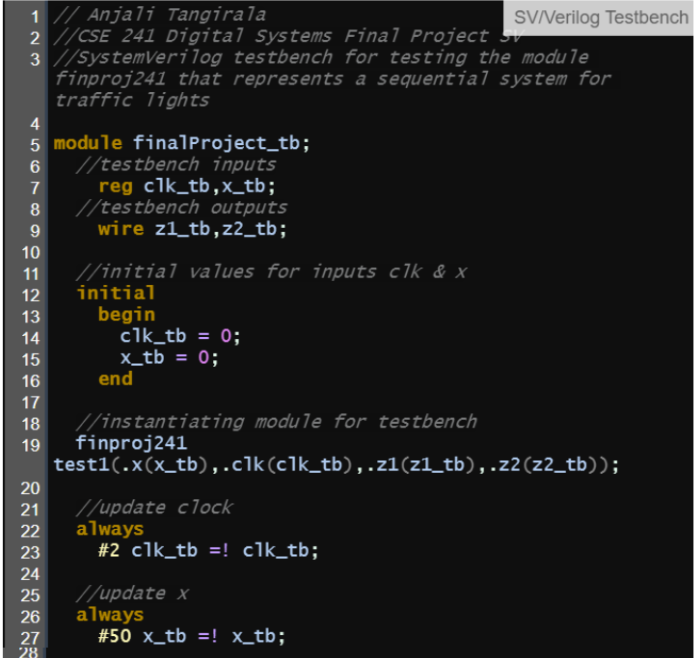 SV/Verilog Testbench
1 // Anjali Tangirala
2 //CSE 241 Digital Systems Final Project SV
3 //SystemVerilog testbench for testing the module
finproj241 that represents a sequential system for
traffic lights
4
5 module finalProject_tb;
6 //testbench inputs
7 reg clk_tb,x_tb;
8 //testbench outputs
9 wire z1_tb,z2_tb;
10
11 //initial values for inputs clk & x
12 initial
13 begin
14 clk_tb = 0;
15 x_tb = 0;
16 end
17
18 //instantiating module for testbench
19 finproj241
test1(.x(x_tb),.clk(clk_tb),.z1(z1_tb),.z2(z2_tb));
20
21 //update clock
22 always
23 #2 clk_tb =! clk_tb;
24
25 //update x
26 always
27 #50 x_tb =! x_tb;
28